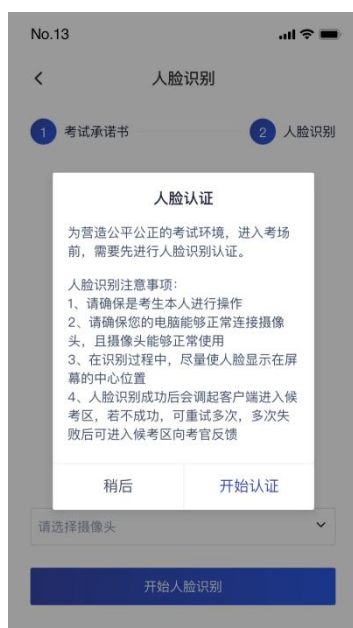 No.13
人脸识别
1 考试承诺书 2 人脸识别
人脸认证
为营造公平公正的考试环境，进入考场
前，需要先进行人脸识别认证。
人脸识别注意事项：
1、请确保是考生本人进行操作
2、请确保您的电脑能够正常连接摄像
头，且摄像头能够正常使用
3、在识别过程中，尽量使人脸显示在屏
幕的中心位置
4、人脸识别成功后会调起客户端进入候
考区，若不成功，可重试多次，多次失
败后可进入候考区向考官反馈
稍后 开始认证
请选择摄像头
开始人脸识别